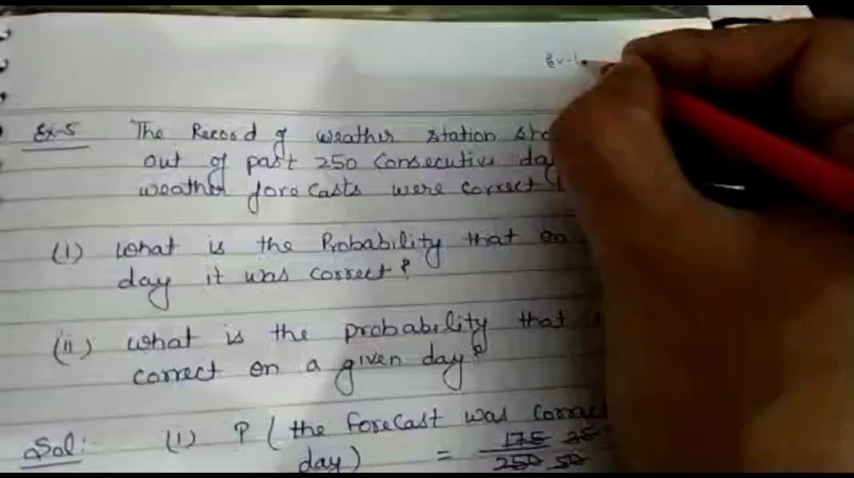 Ex-5 The Record of weather station
out of past 250 Consecutive
weather forecasts were correct
(i) what is the Probability that on
day it was correct?
(ii) what is the probability that
correct on a given day?
Sol: (i) P (the forecast was correct
day) = 175 25
250 50